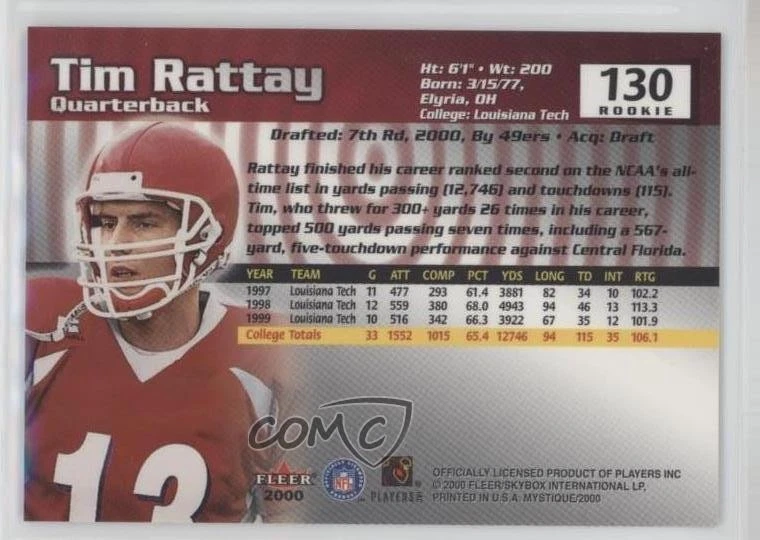 Tim Rattay
Quarterback
Ht: 6'1" • Wt: 200
Born: 3/15/77,
Elyria, OH
College: Louisiana Tech
130
ROOKIE
Drafted: 7th Rd, 2000, By 49ers • Acq: Draft
Rattay finished his career ranked second on the NCAA's all-
time list in yards passing (12,746) and touchdowns (115).
Tim, who threw for 300+ yards 26 times in his career,
topped 500 yards passing seven times, including a 567-
yard, five-touchdown performance against Central Florida.
YEAR TEAM G ATT COMP PCT YDS LONG TD INT RTG
1997 Louisiana Tech 11 477 293 61.4 3881 82 34 10 102.2
1998 Louisiana Tech 12 559 380 68.0 4943 94 46 13 113.3
1999 Louisiana Tech 10 516 342 66.3 3922 67 35 12 101.9
College Totals 33 1552 1015 65.4 12746 94 115 35 106.1
13
COMC
FLEER
2000
NFL
PLAYERS INC
OFFICIALLY LICENSED PRODUCT OF PLAYERS INC
© 2000 FLEER/SKYBOX INTERNATIONAL LP,
PRINTED IN U.S.A. MYSTIQUE/2000